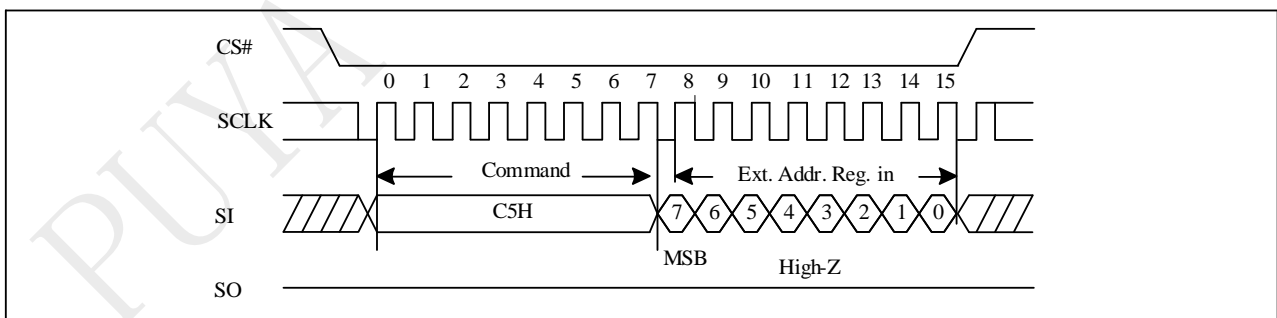 CS#
0 1 2 3 4 5 6 7 8 9 10 11 12 13 14 15
SCLK
Command Ext. Addr. Reg. in
SI C5H 7 6 5 4 3 2 1 0
MSB High-Z
SO
PUYA